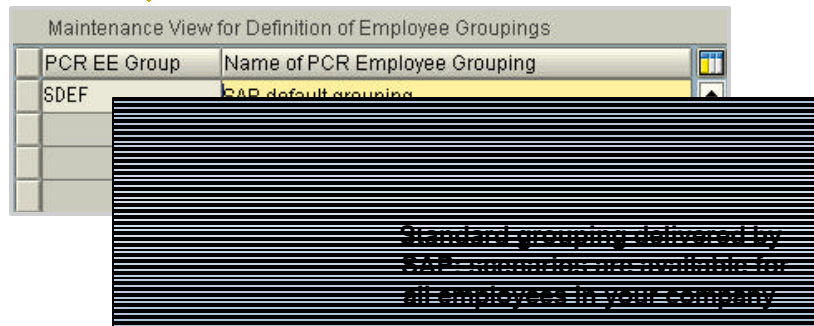 Maintenance View for Definition of Employee Groupings
PCR EE Group Name of PCR Employee Grouping
SDEF SAP default grouping
Standard grouping delivered by
SAP: scenarios are available for
all employees in your company